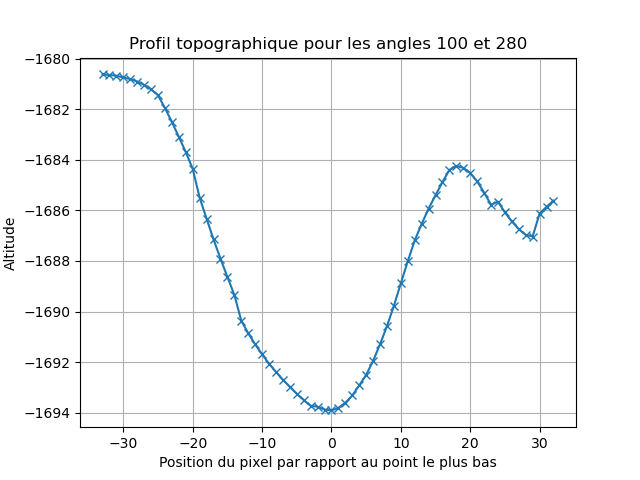 Profil topographique pour les angles 100 et 280
Altitude
−1680
−1682
−1684
−1686
−1688
−1690
−1692
−1694
−30 −20 −10 0 10 20 30
Position du pixel par rapport au point le plus bas